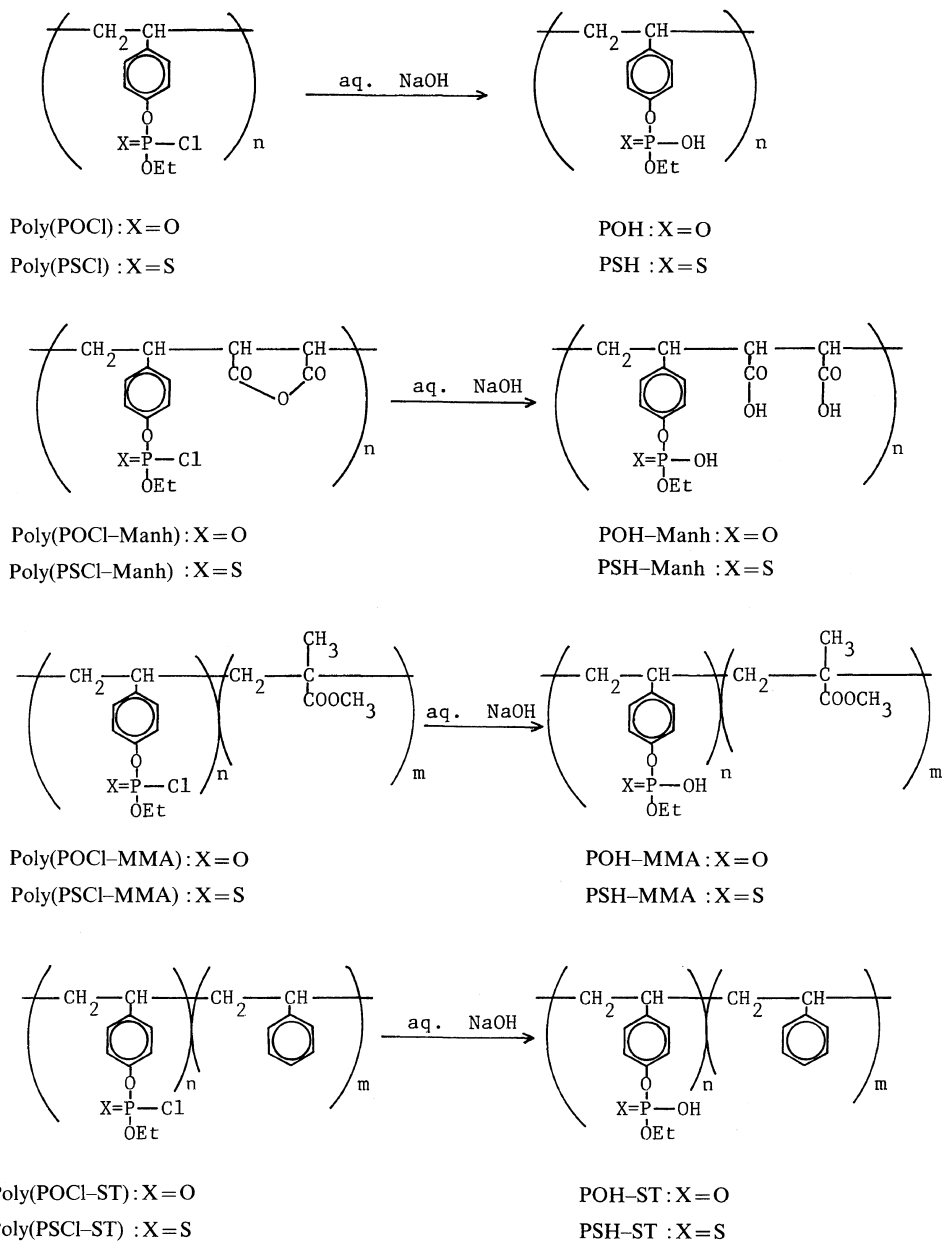 CH2 CH CH2 CH
aq. NaOH
O O
X=P—Cl X=P—OH
n n
OEt OEt
Poly(POCl) : X=O POH : X=O
Poly(PSCl) : X=S PSH : X=S
CH2 CH CH CH CH2 CH CH CH
CO CO CO CO
aq. NaOH
O OH OH
O O
X=P—Cl X=P—OH
n n
OEt OEt
Poly(POCl–Manh) : X=O POH–Manh : X=O
Poly(PSCl–Manh) : X=S PSH–Manh : X=S
CH3 CH3
CH2 CH CH2 C CH2 CH CH2 C
COOCH3 COOCH3
aq. NaOH
O O
n m n m
X=P—Cl X=P—OH
OEt OEt
Poly(POCl–MMA) : X=O POH–MMA : X=O
Poly(PSCl–MMA) : X=S PSH–MMA : X=S
CH2 CH CH2 CH CH2 CH CH2 CH
aq. NaOH
O O
n m n m
X=P—Cl X=P—OH
OEt OEt
oly(POCl–ST) : X=O POH–ST : X=O
oly(PSCl–ST) : X=S PSH–ST : X=S